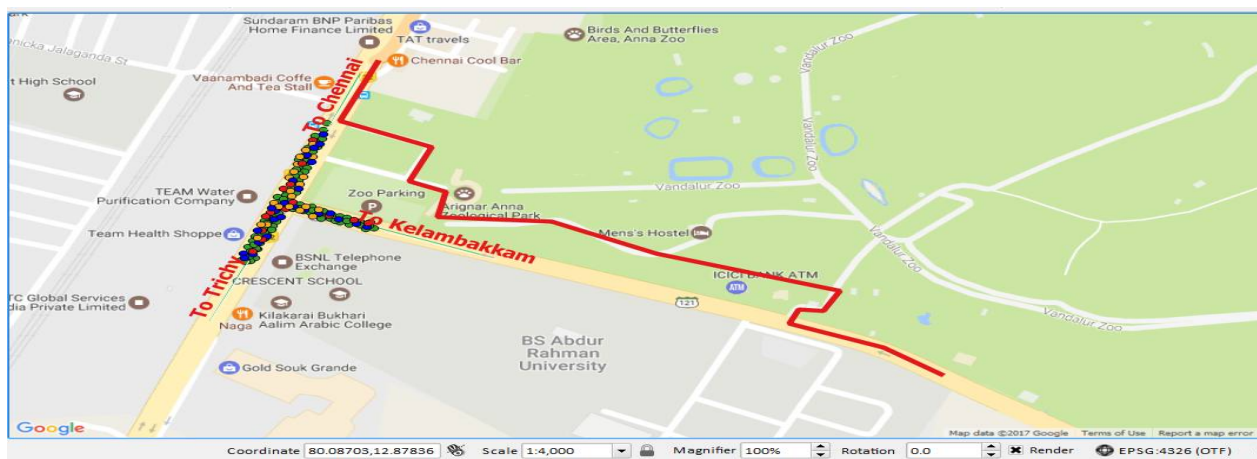 ark
Sundaram BNP Paribas
Home Finance Limited
TAT travels
Birds And Butterflies
Area, Anna Zoo
Vandalur Zoo
anicka Jalaganda St
Chennai Cool Bar
t High School
Vaanambadi Coffe
And Tea Stall
To Chennai
Vandalur Zoo
TEAM Water
Purification Company
Zoo Parking
P
Arignar Anna
Zoological Park
Vandalur Zoo
Team Health Shoppe
To Kelambakkam
Mens's Hostel
Vandalur Zoo
BSNL Telephone
Exchange
ICICI BANK ATM
ATM
To Trichy
CRESCENT SCHOOL
TC Global Services
dia Private Limited
121
Naga
Kilakarai Bukhari
Aalim Arabic College
Vandalur Zoo
BS Abdur
Rahman
University
Gold Souk Grande
Google
Map data ©2017 Google Terms of Use Report a map error
Coordinate 80.08703,12.87836 Scale 1:4,000 Magnifier 100% Rotation 0.0 Render EPSG:4326 (OTF)